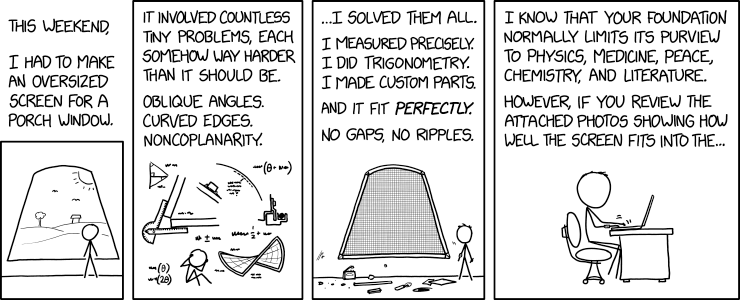 THIS WEEKEND,
I HAD TO MAKE
AN OVERSIZED
SCREEN FOR A
PORCH WINDOW.
IT INVOLVED COUNTLESS
TINY PROBLEMS, EACH
SOMEHOW WAY HARDER
THAN IT SHOULD BE.
OBLIQUE ANGLES.
CURVED EDGES.
NONCOPLANARITY.
...I SOLVED THEM ALL.
I MEASURED PRECISELY.
I DID TRIGONOMETRY.
I MADE CUSTOM PARTS.
AND IT FIT PERFECTLY.
NO GAPS, NO RIPPLES.
I KNOW THAT YOUR FOUNDATION
NORMALLY LIMITS ITS PURVIEW
TO PHYSICS, MEDICINE, PEACE,
CHEMISTRY, AND LITERATURE.
HOWEVER, IF YOU REVIEW THE
ATTACHED PHOTOS SHOWING HOW
WELL THE SCREEN FITS INTO THE...